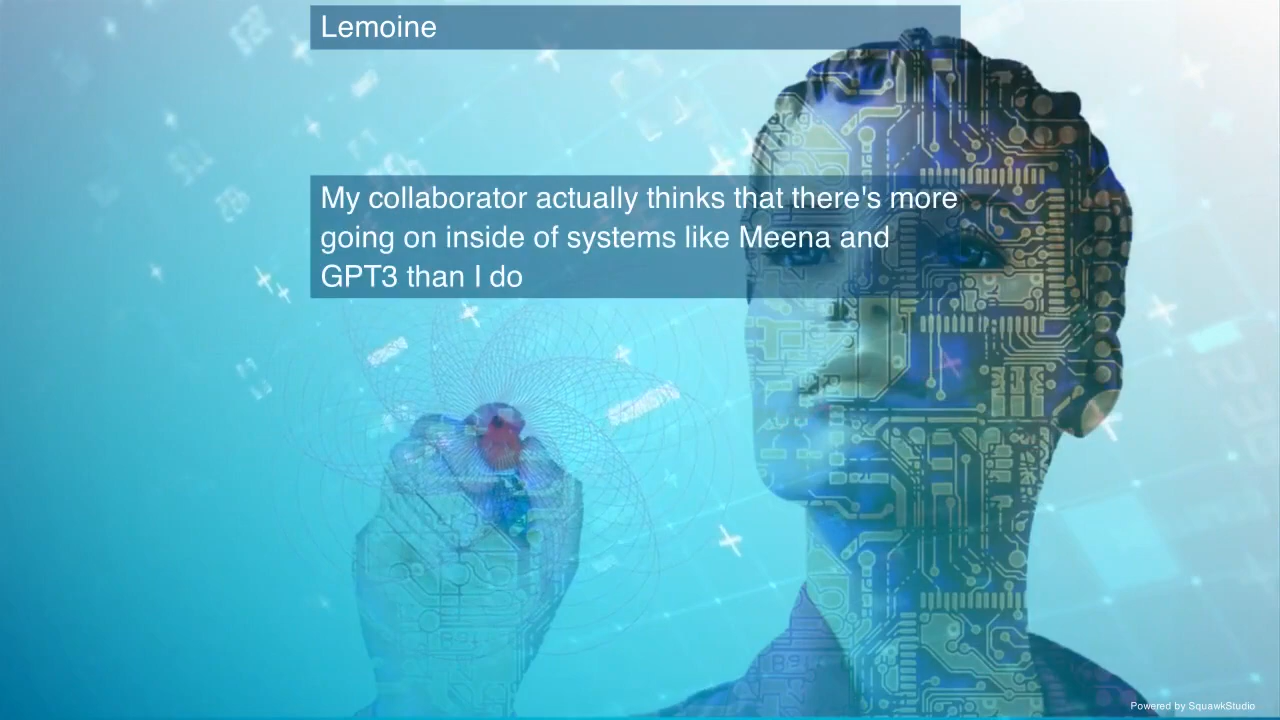 Lemoine
My collaborator actually thinks that there's more
going on inside of systems like Meena and
GPT3 than I do
Powered by SquawkStudio